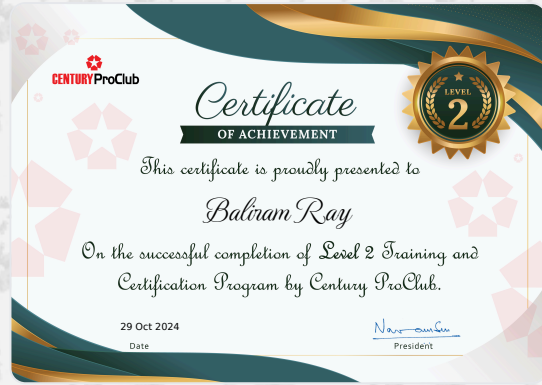 CENTURY ProClub
Certificate
OF ACHIEVEMENT
LEVEL
2
This certificate is proudly presented to
Baliram Ray
On the successful completion of Level 2 Training and
Certification Program by Century ProClub.
29 Oct 2024
Date
President